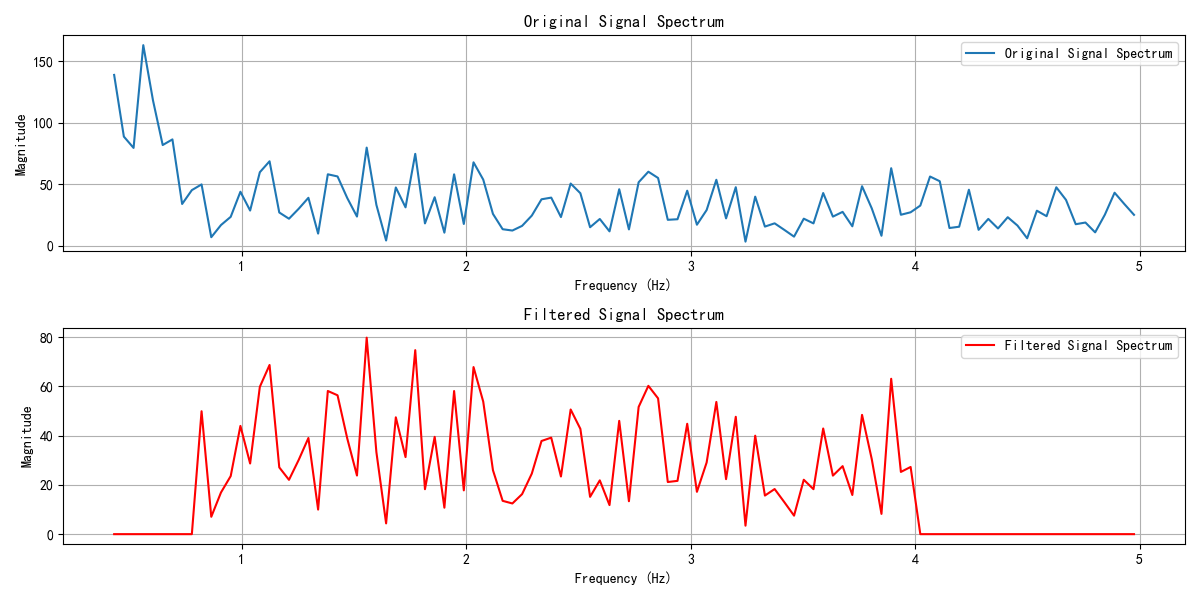 Original Signal Spectrum
Original Signal Spectrum
Magnitude
150
100
50
0
1 2 3 4 5
Frequency (Hz)
Filtered Signal Spectrum
Filtered Signal Spectrum
Magnitude
80
60
40
20
0
1 2 3 4 5
Frequency (Hz)